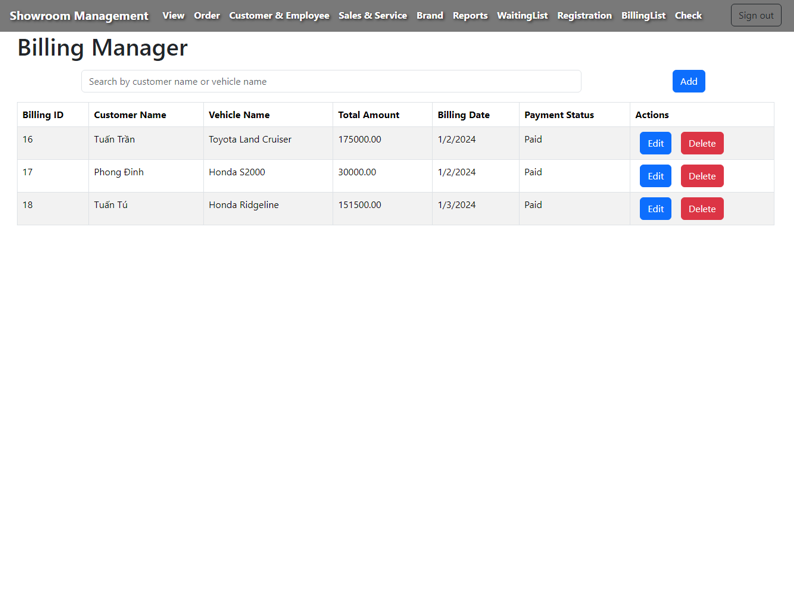 Showroom Management View Order Customer & Employee Sales & Service Brand Reports WaitingList Registration BillingList Check Sign out
Billing Manager
Search by customer name or vehicle name Add
Billing ID Customer Name Vehicle Name Total Amount Billing Date Payment Status Actions
16 Tuấn Trần Toyota Land Cruiser 175000.00 1/2/2024 Paid Edit Delete
17 Phong Đinh Honda S2000 30000.00 1/2/2024 Paid Edit Delete
18 Tuấn Tú Honda Ridgeline 151500.00 1/3/2024 Paid Edit Delete